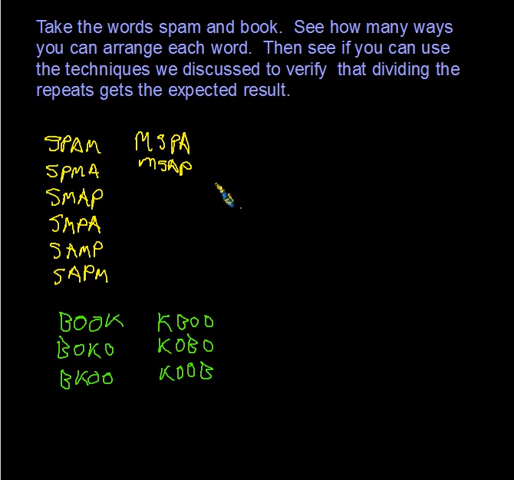 Take the words spam and book.  See how many ways
you can arrange each word.  Then see if you can use
the techniques we discussed to verify  that dividing the
repeats gets the expected result.
SPAM MSPA
SPMA MSAP
SMAP
SMPA
SAMP
SAPM
BOOK KBOO
BOKO KOBO
BKOO KOOB